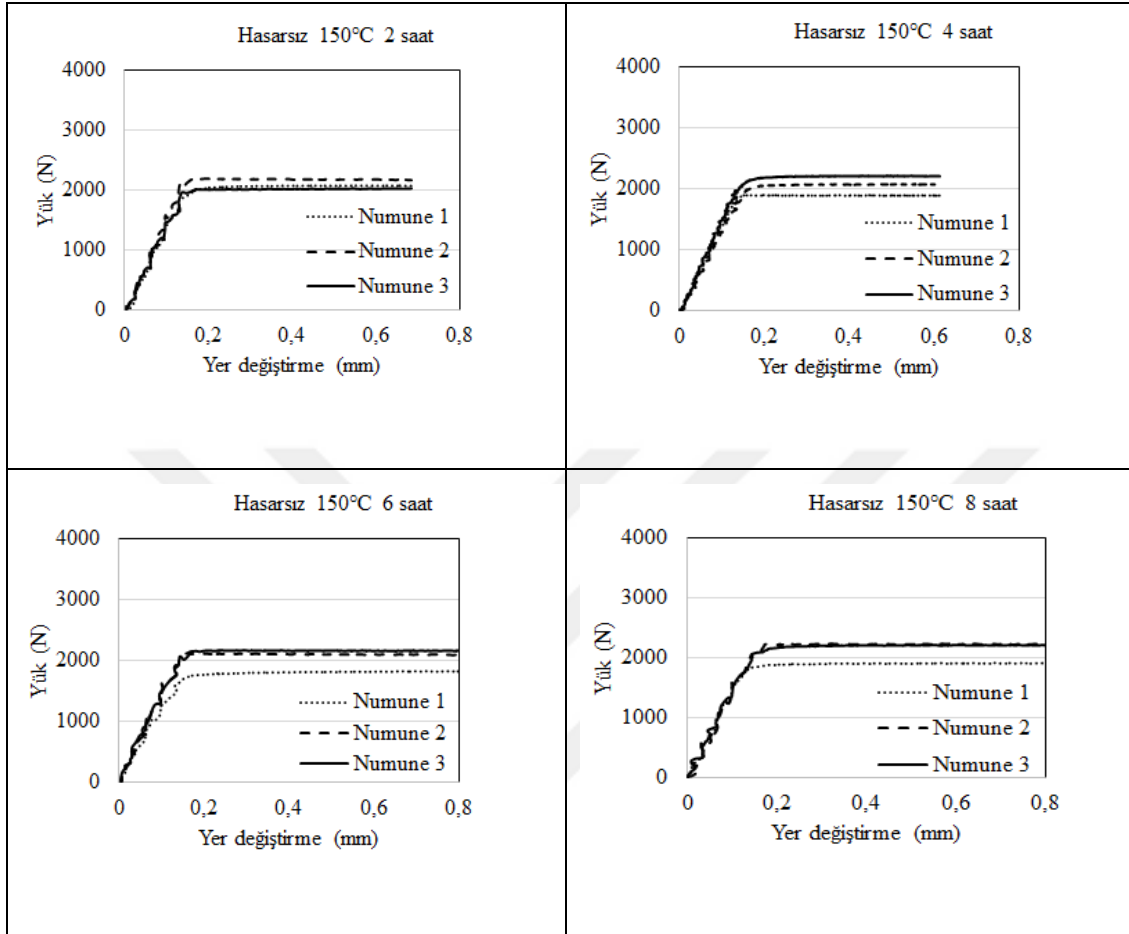 Hasarsız 150°C 2 saat
4000
3000
2000
1000
0
Yük (N)
Numune 1
Numune 2
Numune 3
0 0,2 0,4 0,6 0,8
Yer değiştirme (mm)
Hasarsız 150°C 4 saat
4000
3000
2000
1000
0
Yük (N)
Numune 1
Numune 2
Numune 3
0 0,2 0,4 0,6 0,8
Yer değiştirme (mm)
Hasarsız 150°C 6 saat
4000
3000
2000
1000
0
Yük (N)
Numune 1
Numune 2
Numune 3
0 0,2 0,4 0,6 0,8
Yer değiştirme (mm)
Hasarsız 150°C 8 saat
4000
3000
2000
1000
0
Yük (N)
Numune 1
Numune 2
Numune 3
0 0,2 0,4 0,6 0,8
Yer değiştirme (mm)